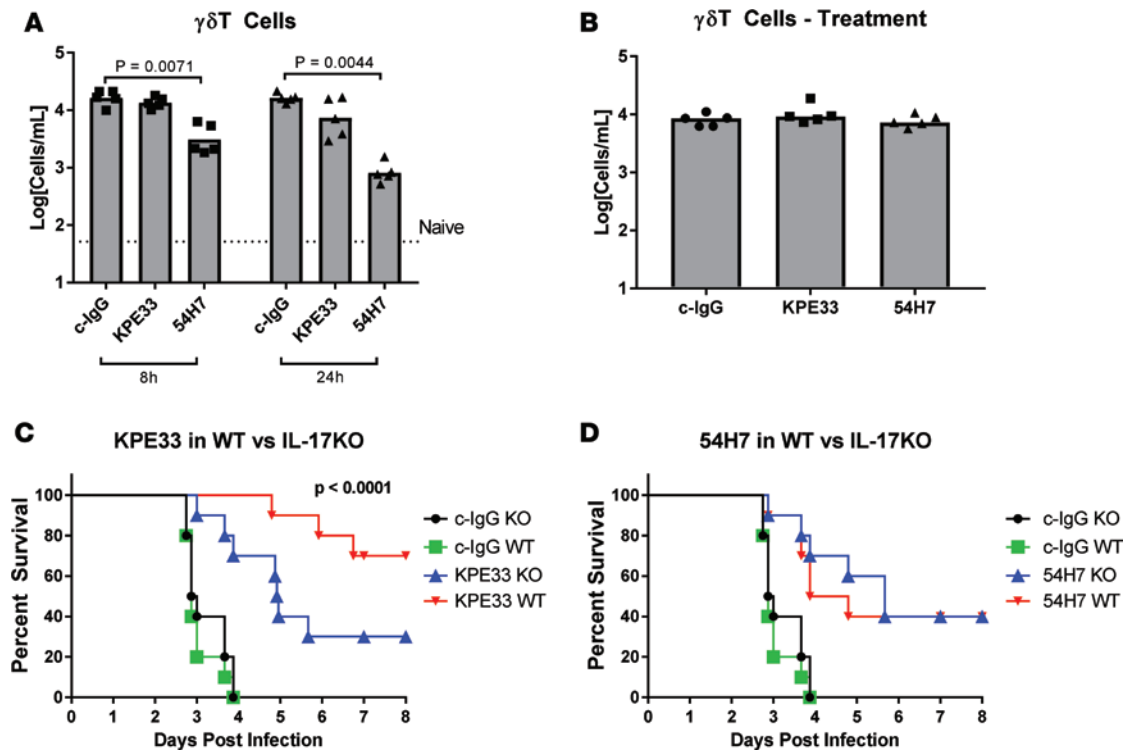 A
γδT Cells
P = 0.0071
P = 0.0044
Log[Cells/mL]
5
4
3
2
1
Naive
c-IgG
KPE33
54H7
c-IgG
KPE33
54H7
8h
24h
B
γδT Cells - Treatment
Log[Cells/mL]
5
4
3
2
1
c-IgG
KPE33
54H7
C
KPE33 in WT vs IL-17KO
p < 0.0001
Percent Survival
100
80
60
40
20
0
0 1 2 3 4 5 6 7 8
Days Post Infection
c-IgG KO
c-IgG WT
KPE33 KO
KPE33 WT
D
54H7 in WT vs IL-17KO
Percent Survival
100
80
60
40
20
0
0 1 2 3 4 5 6 7 8
Days Post Infection
c-IgG KO
c-IgG WT
54H7 KO
54H7 WT